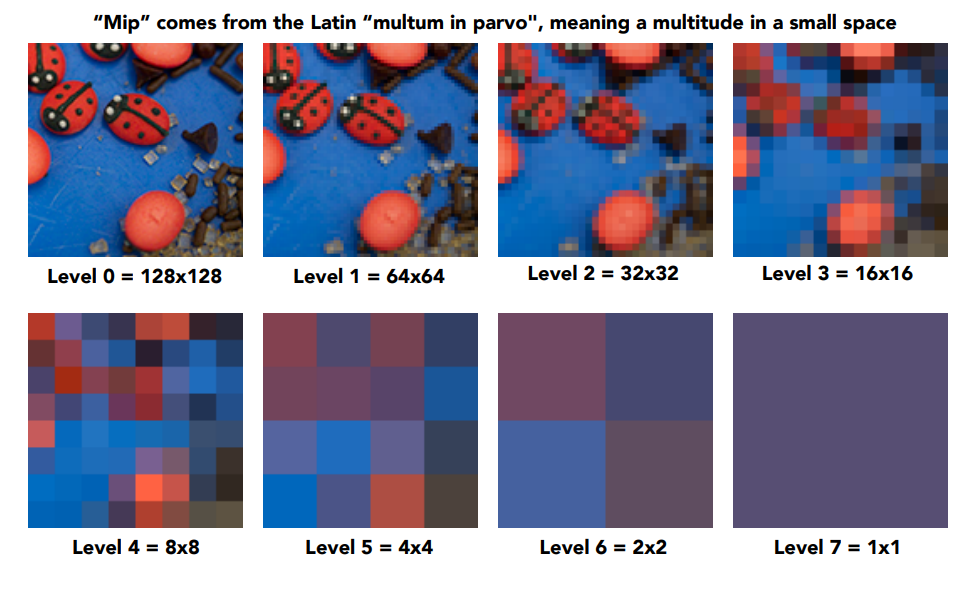 “Mip” comes from the Latin “multum in parvo", meaning a multitude in a small space
Level 0 = 128x128
Level 1 = 64x64
Level 2 = 32x32
Level 3 = 16x16
Level 4 = 8x8
Level 5 = 4x4
Level 6 = 2x2
Level 7 = 1x1